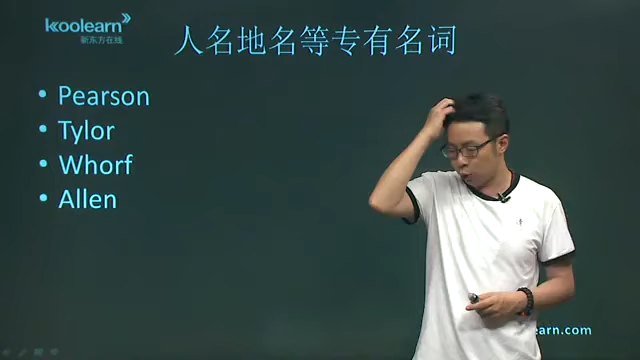 koolearn
新东方在线
人名地名等专有名词
• Pearson
• Tylor
• Whorf
• Allen
earn.com